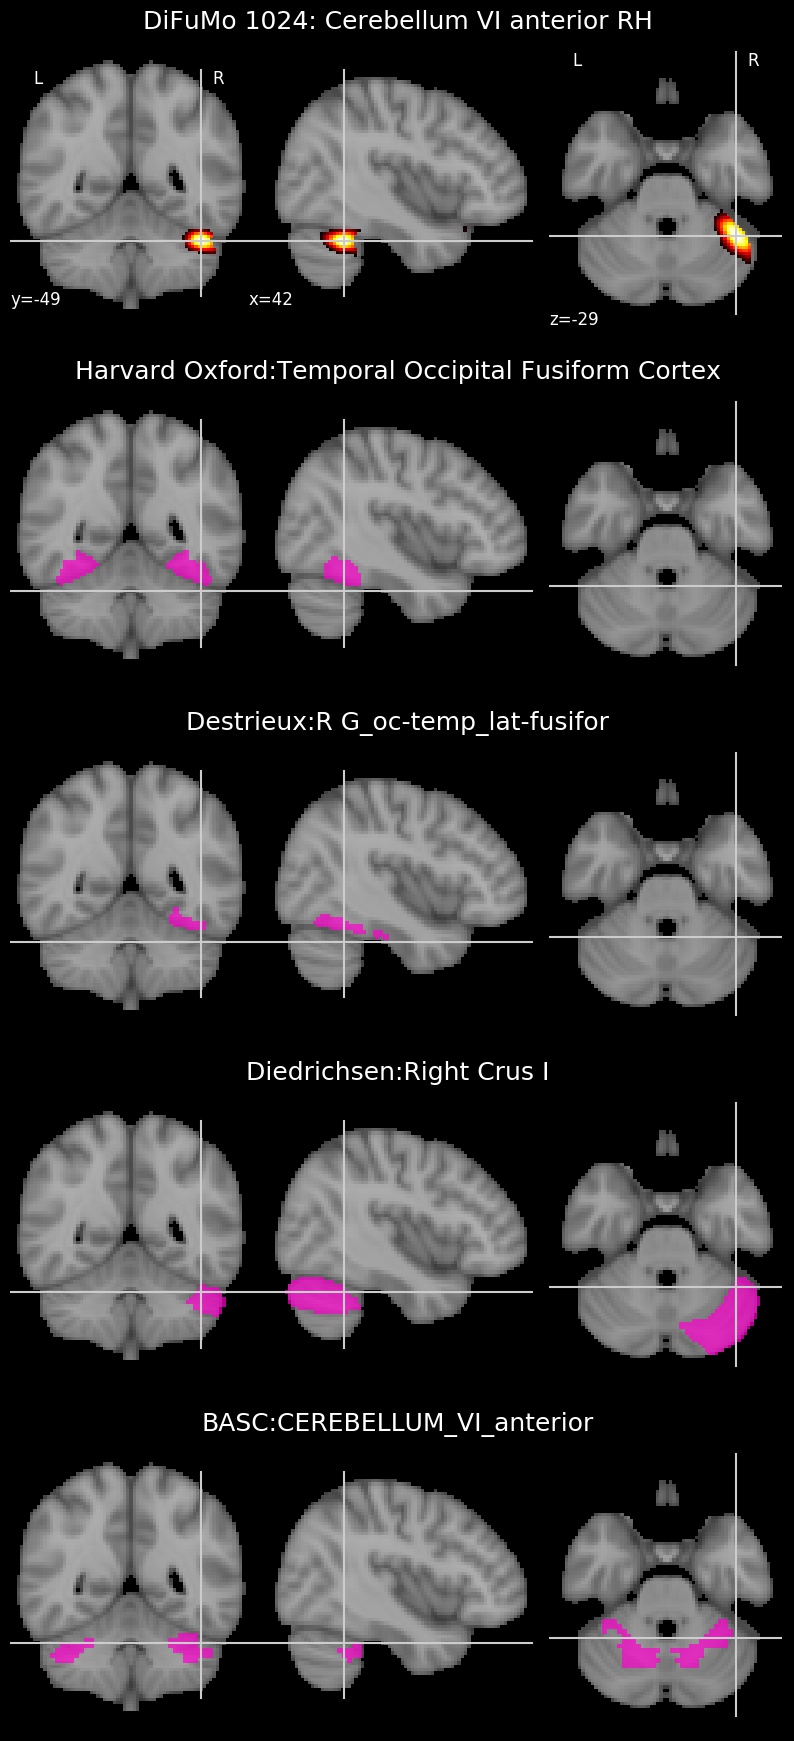 DiFuMo 1024: Cerebellum VI anterior RH
L R L R
y=-49 x=42 z=-29
Harvard Oxford:Temporal Occipital Fusiform Cortex
Destrieux:R G_oc-temp_lat-fusifor
Diedrichsen:Right Crus I
BASC:CEREBELLUM_VI_anterior